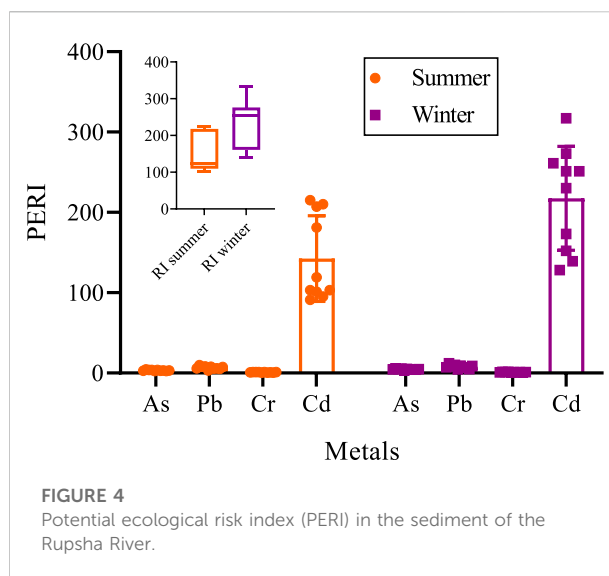 400
300
200
100
0
PERI
400
300
200
100
0
RI summer
RI winter
Summer
Winter
As Pb Cr Cd As Pb Cr Cd
Metals
FIGURE 4
Potential ecological risk index (PERI) in the sediment of the
Rupsha River.